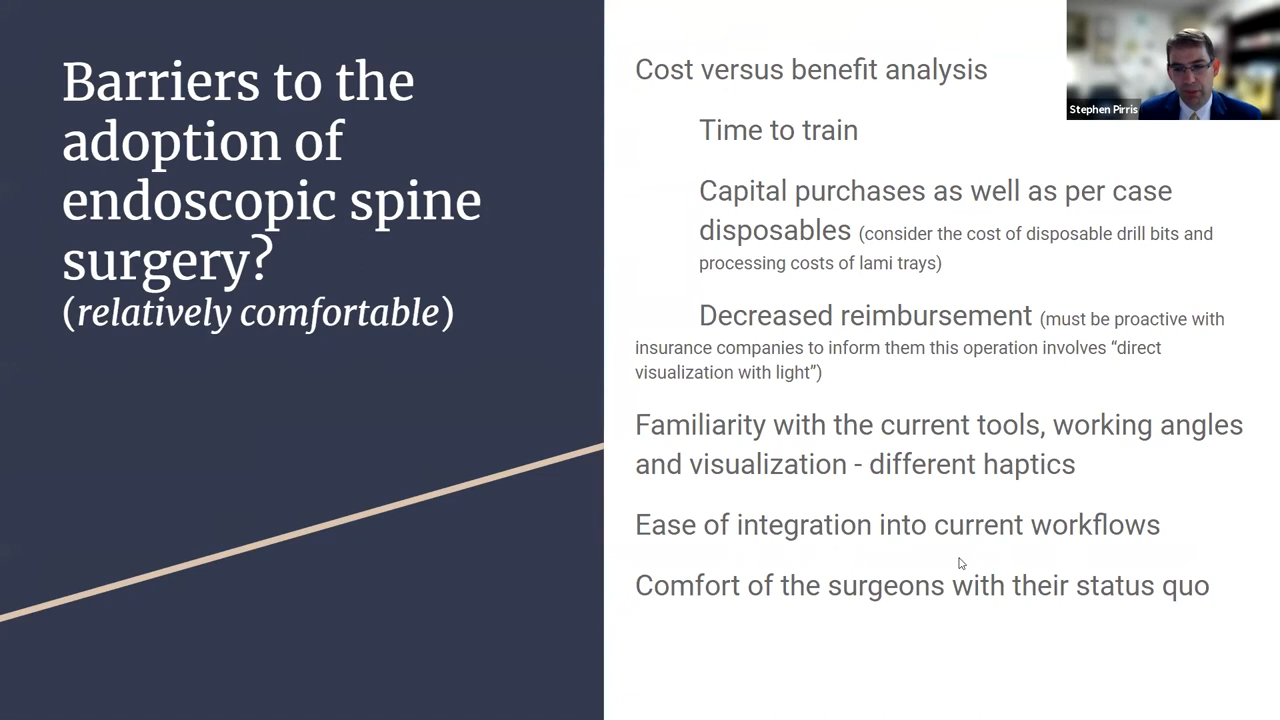 Barriers to the
adoption of
endoscopic spine
surgery?
(relatively comfortable)
Cost versus benefit analysis
Time to train
Capital purchases as well as per case
disposables (consider the cost of disposable drill bits and
processing costs of lami trays)
Decreased reimbursement (must be proactive with
insurance companies to inform them this operation involves “direct
visualization with light”)
Familiarity with the current tools, working angles
and visualization - different haptics
Ease of integration into current workflows
Comfort of the surgeons with their status quo
Stephen Pirris